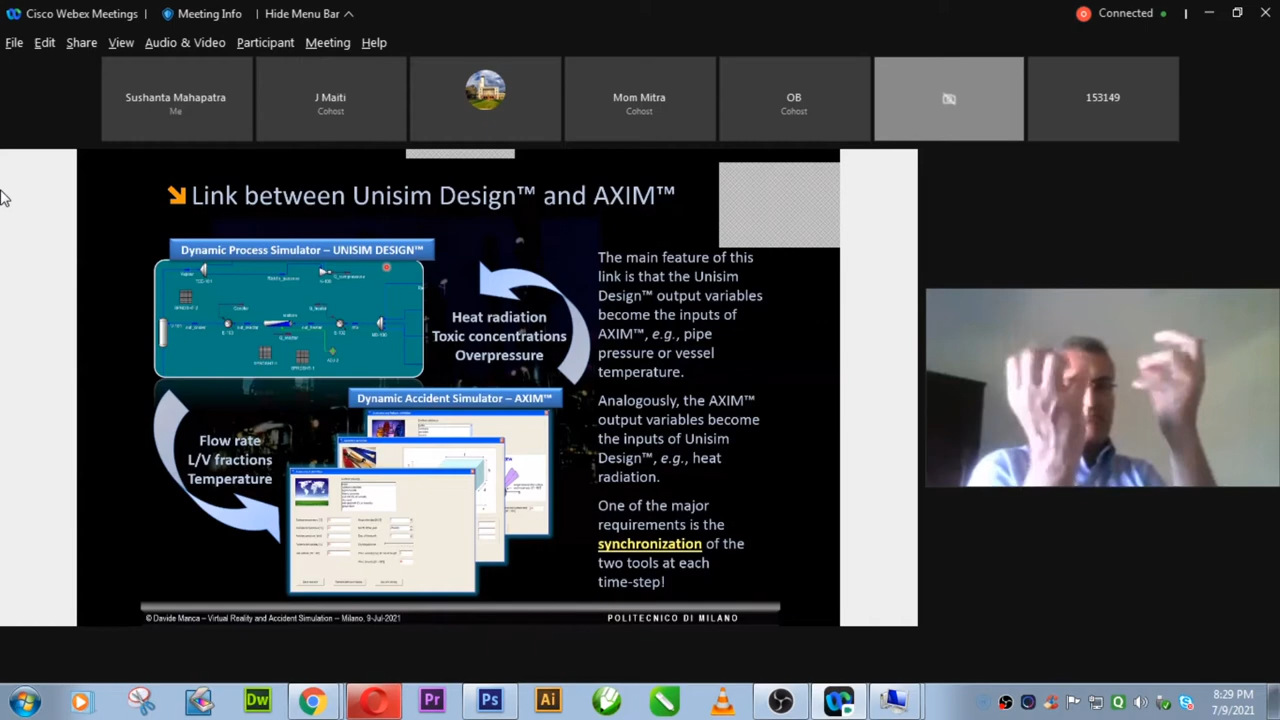 Cisco Webex Meetings
Meeting Info
Hide Menu Bar
Connected
File Edit Share View Audio & Video Participant Meeting Help
Sushanta Mahapatra
Me
J Maiti
Cohost
Mom Mitra
Cohost
OB
Cohost
153149
Link between Unisim Design™ and AXIM™
Dynamic Process Simulator – UNISIM DESIGN™
Heat radiation
Toxic concentrations
Overpressure
Dynamic Accident Simulator – AXIM™
Flow rate
L/V fractions
Temperature
The main feature of this
link is that the Unisim
Design™ output variables
become the inputs of
AXIM™, e.g., pipe
pressure or vessel
temperature.
Analogously, the AXIM™
output variables become
the inputs of Unisim
Design™, e.g., heat
radiation.
One of the major
requirements is the
synchronization of the
two tools at each
time-step!
© Davide Manca – Virtual Reality and Accident Simulation – Milano, 9-Jul-2021
POLITECNICO DI MILANO
Dw
Pr
Ps
Ai
8:29 PM
7/9/2021